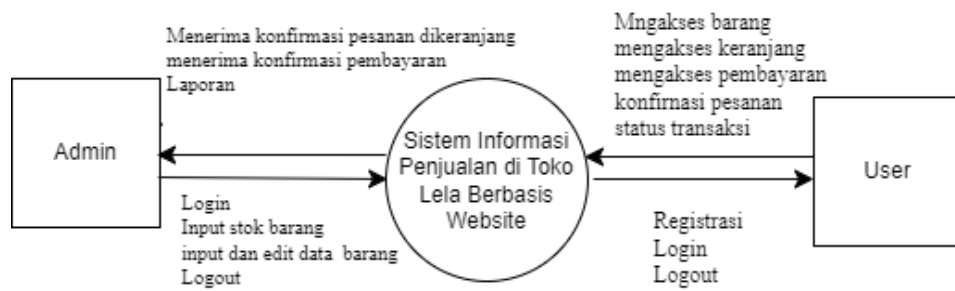 Menerima konfirmasi pesanan dikeranjang
menerima konfirmasi pembayaran
Laporan
Mngakses barang
mengakses keranjang
mengakses pembayaran
konfirnasi pesanan
status transaksi
Admin
Sistem Informasi
Penjualan di Toko
Lela Berbasis
Website
User
Login
Input stok barang
input dan edit data barang
Logout
Registrasi
Login
Logout